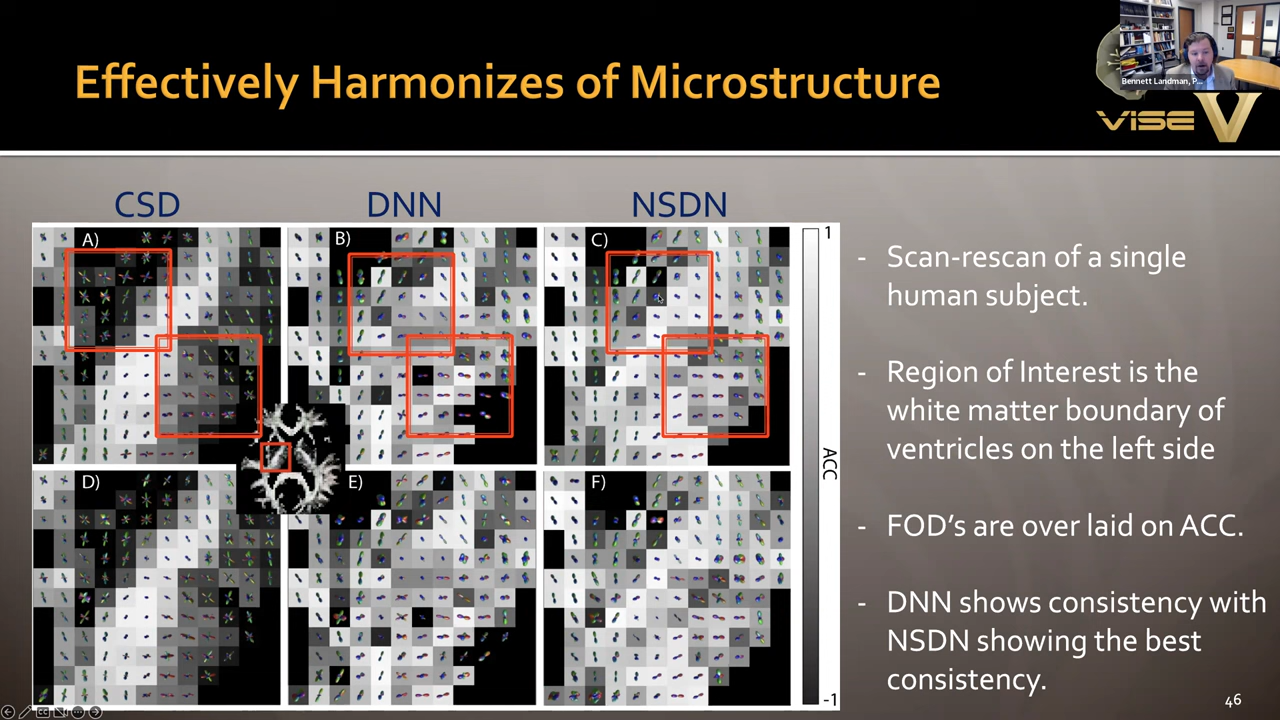 Effectively Harmonizes of Microstructure
Bennett Landman, P...
VISE V
CSD
DNN
NSDN
A)
B)
C)
1
- Scan-rescan of a single
human subject.
- Region of Interest is the
white matter boundary of
ventricles on the left side
ACC
D)
E)
F)
- FOD’s are over laid on ACC.
- DNN shows consistency with
NSDN showing the best
consistency.
-1
46